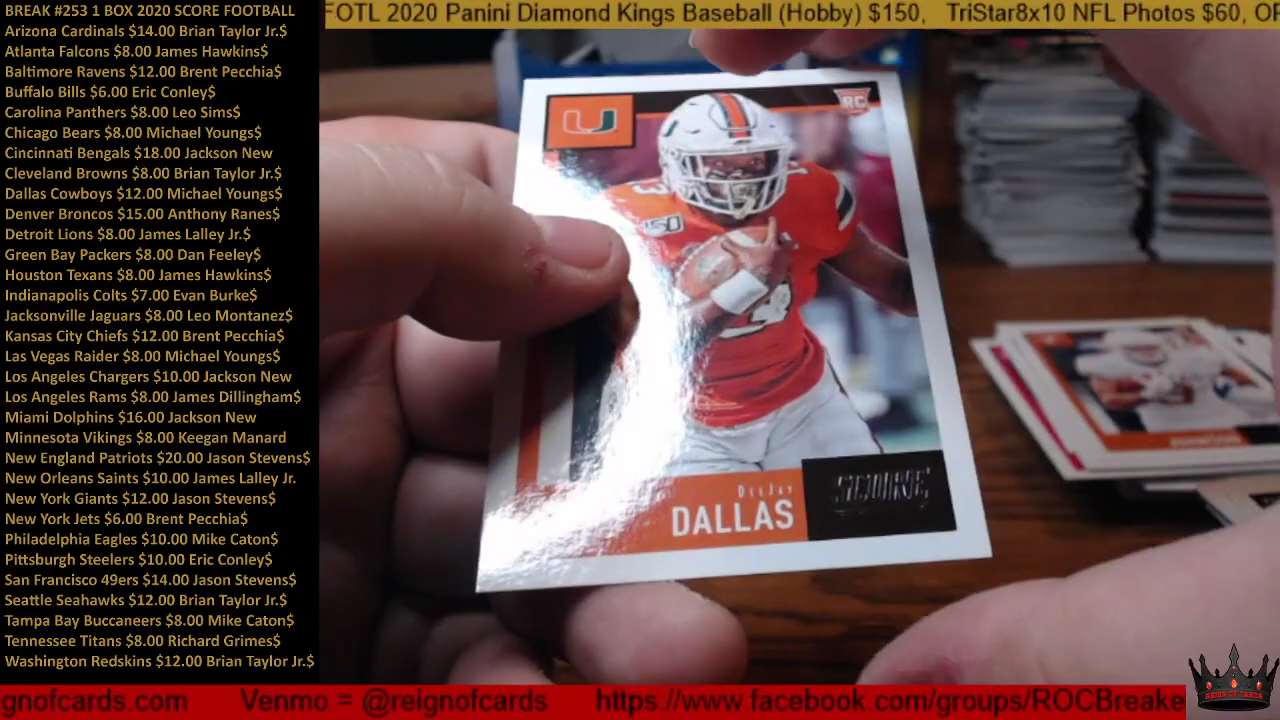 BREAK #253 1 BOX 2020 SCORE FOOTBALL
Arizona Cardinals $14.00 Brian Taylor Jr.$
Atlanta Falcons $8.00 James Hawkins$
Baltimore Ravens $12.00 Brent Pecchia$
Buffalo Bills $6.00 Eric Conley$
Carolina Panthers $8.00 Leo Sims$
Chicago Bears $8.00 Michael Youngs$
Cincinnati Bengals $18.00 Jackson New
Cleveland Browns $8.00 Brian Taylor Jr.$
Dallas Cowboys $12.00 Michael Youngs$
Denver Broncos $15.00 Anthony Ranes$
Detroit Lions $8.00 James Lalley Jr.$
Green Bay Packers $8.00 Dan Feeley$
Houston Texans $8.00 James Hawkins$
Indianapolis Colts $7.00 Evan Burke$
Jacksonville Jaguars $8.00 Leo Montanez$
Kansas City Chiefs $12.00 Brent Pecchia$
Las Vegas Raider $8.00 Michael Youngs$
Los Angeles Chargers $10.00 Jackson New
Los Angeles Rams $8.00 James Dillingham$
Miami Dolphins $16.00 Jackson New
Minnesota Vikings $8.00 Keegan Manard
New England Patriots $20.00 Jason Stevens$
New Orleans Saints $10.00 James Lalley Jr.
New York Giants $12.00 Jason Stevens$
New York Jets $6.00 Brent Pecchia$
Philadelphia Eagles $10.00 Mike Caton$
Pittsburgh Steelers $10.00 Eric Conley$
San Francisco 49ers $14.00 Jason Stevens$
Seattle Seahawks $12.00 Brian Taylor Jr.$
Tampa Bay Buccaneers $8.00 Mike Caton$
Tennessee Titans $8.00 Richard Grimes$
Washington Redskins $12.00 Brian Taylor Jr.$
FOTL 2020 Panini Diamond Kings Baseball (Hobby) $150, TriStar8x10 NFL Photos $60, OF
RC
U
13
150
DEEJAY
DALLAS
SCORE
gnofcards.com Venmo = @reignofcards https://www.facebook.com/groups/ROCBreake
REIGN OF CARDS